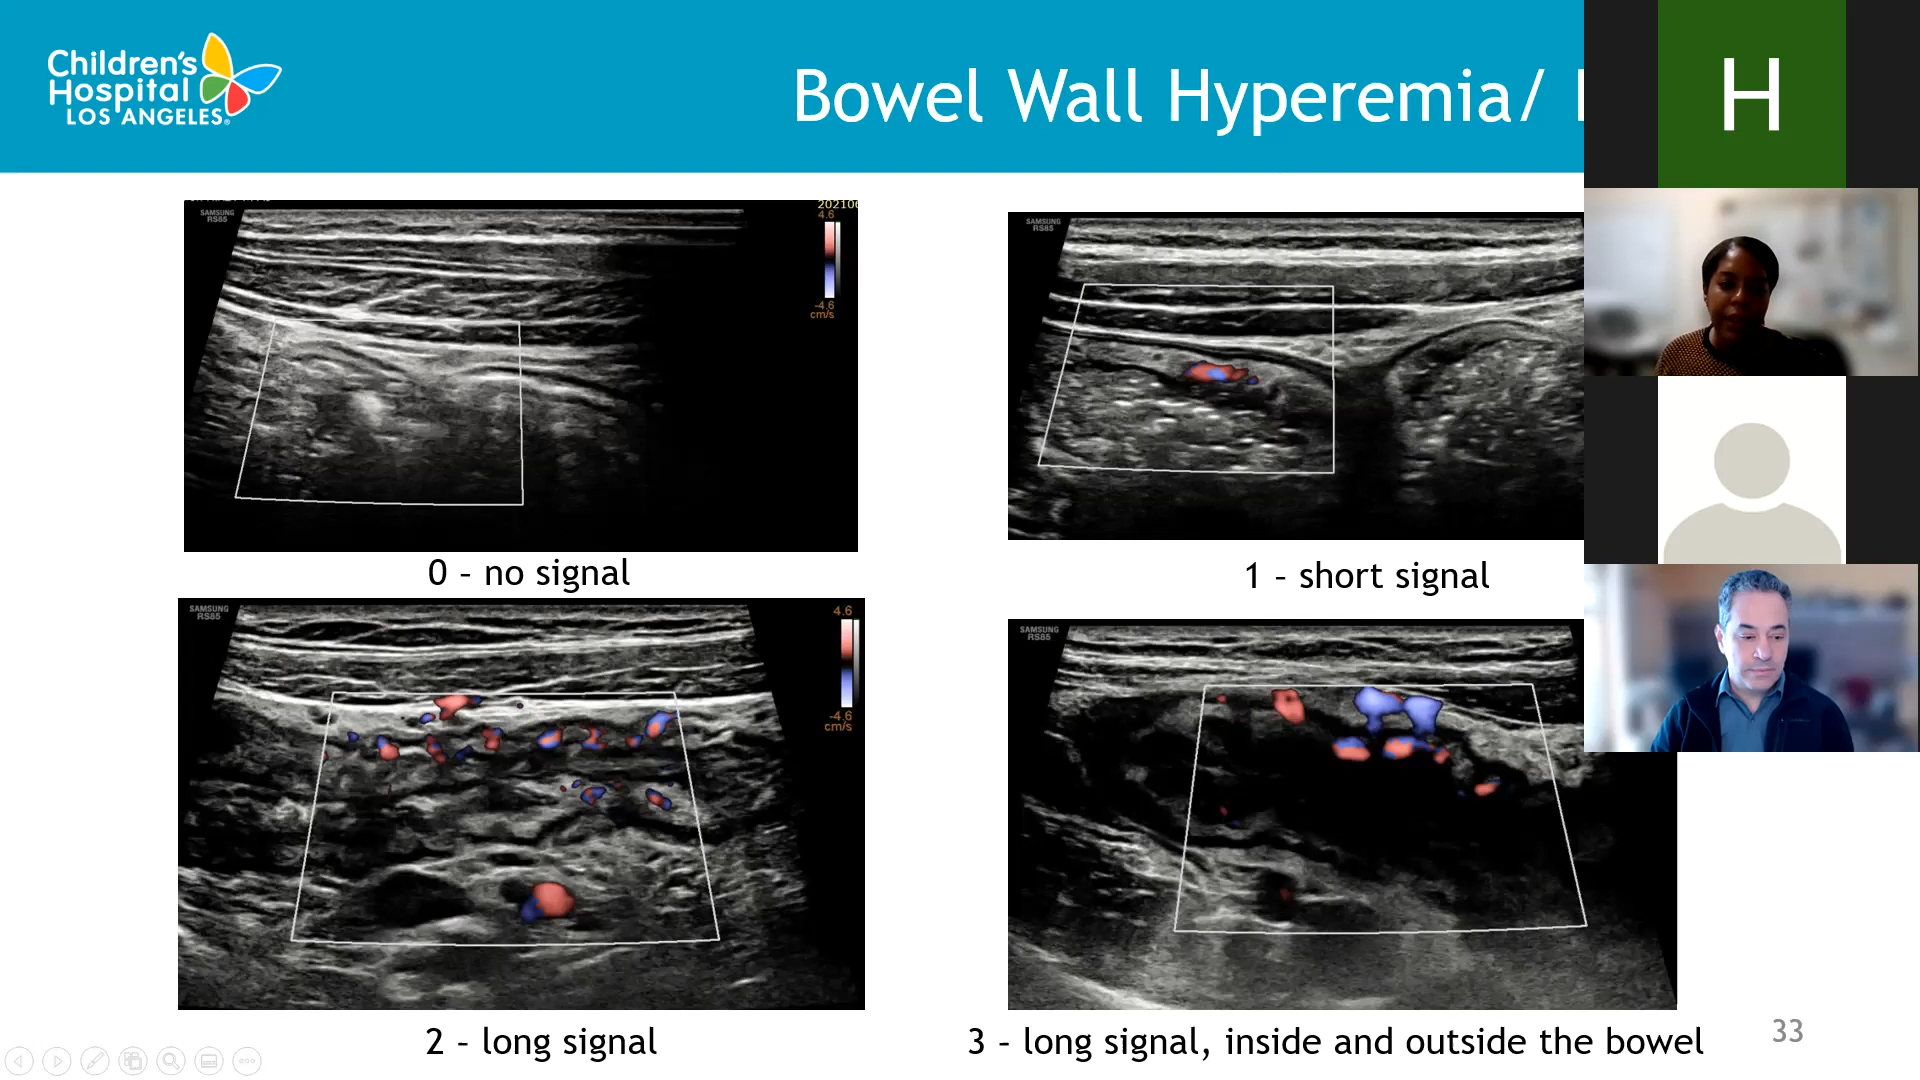 Children's
Hospital
LOS ANGELES®
Bowel Wall Hyperemia/
H
SAMSUNG
RS85
4.6
-4.6
cm/s
SAMSUNG
RS85
0 - no signal
1 - short signal
SAMSUNG
RS85
4.6
-4.6
cm/s
SAMSUNG
RS85
2 - long signal
3 - long signal, inside and outside the bowel
33